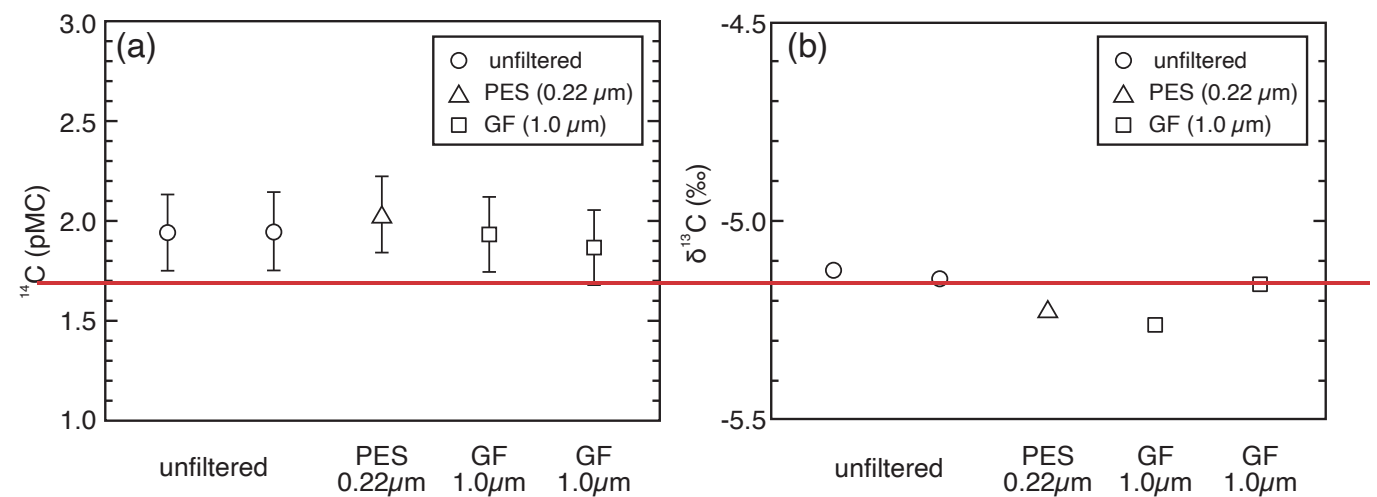 (a)
3.0
2.5
2.0
1.5
1.0
¹⁴C (pMC)
unfiltered
PES (0.22 µm)
GF (1.0 µm)
unfiltered
PES
0.22µm
GF
1.0µm
GF
1.0µm
(b)
-4.5
-5.0
-5.5
δ¹³C (‰)
unfiltered
PES (0.22 µm)
GF (1.0 µm)
unfiltered
PES
0.22µm
GF
1.0µm
GF
1.0µm